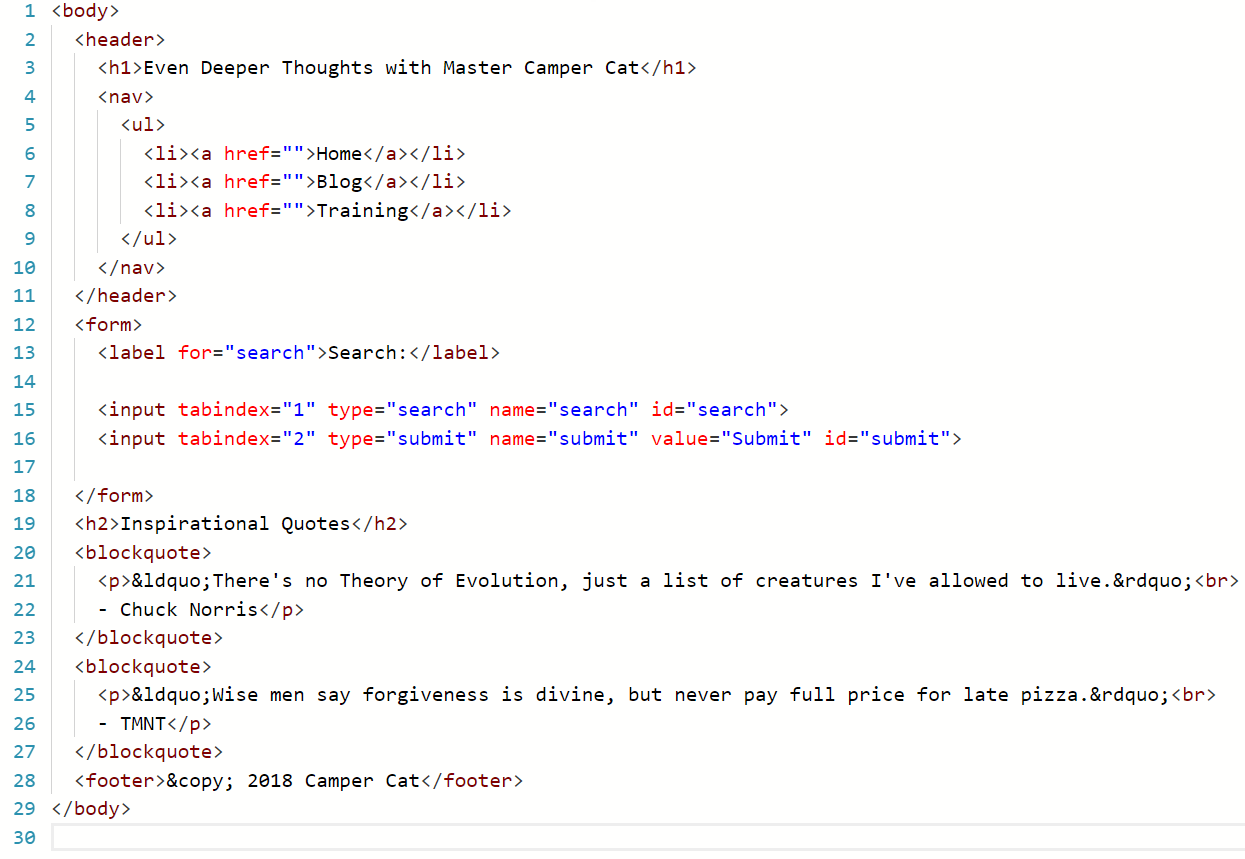 1 <body>
2   <header>
3     <h1>Even Deeper Thoughts with Master Camper Cat</h1>
4     <nav>
5       <ul>
6         <li><a href="">Home</a></li>
7         <li><a href="">Blog</a></li>
8         <li><a href="">Training</a></li>
9       </ul>
10     </nav>
11   </header>
12   <form>
13     <label for="search">Search:</label>
14
15     <input tabindex="1" type="search" name="search" id="search">
16     <input tabindex="2" type="submit" name="submit" value="Submit" id="submit">
17
18   </form>
19   <h2>Inspirational Quotes</h2>
20   <blockquote>
21     <p>&ldquo;There's no Theory of Evolution, just a list of creatures I've allowed to live.&rdquo;<br>
22     - Chuck Norris</p>
23   </blockquote>
24   <blockquote>
25     <p>&ldquo;Wise men say forgiveness is divine, but never pay full price for late pizza.&rdquo;<br>
26     - TMNT</p>
27   </blockquote>
28   <footer>&copy; 2018 Camper Cat</footer>
29 </body>
30